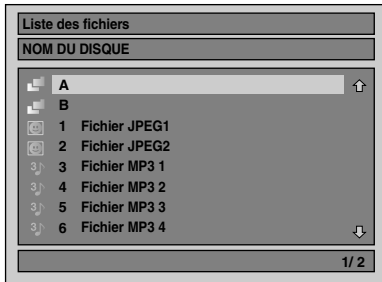 Liste des fichiers
NOM DU DISQUE
A
B
1 Fichier JPEG1
2 Fichier JPEG2
3 Fichier MP3 1
4 Fichier MP3 2
5 Fichier MP3 3
6 Fichier MP3 4
1/ 2